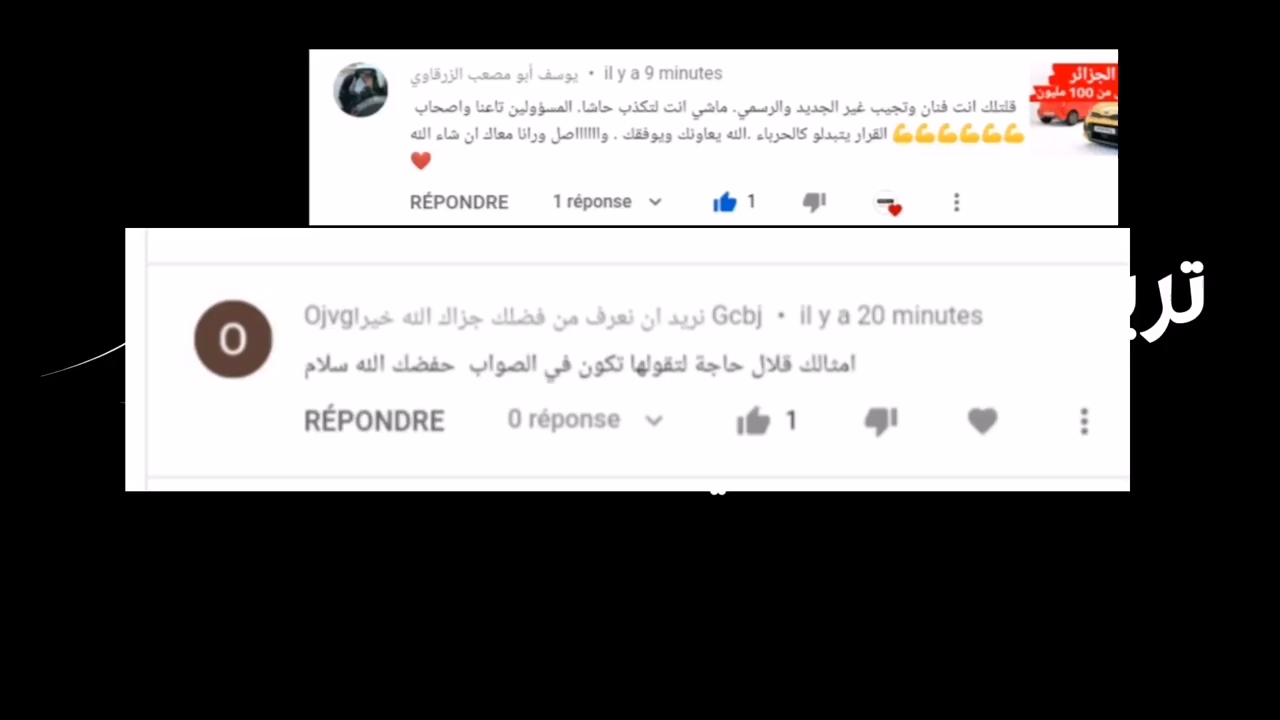 يوسف أبو مصعب الزرقاوي • il y a 9 minutes
قلتلك انت فنان وتجيب غير الجديد والرسمي. ماشي انت لتكذب حاشا. المسؤولين تاعنا واصحاب
القرار يتبدلو كالحرباء .الله يعاونك ويوفقك . واااااااصل ورانا معاك ان شاء الله 💪💪💪💪💪💪
❤️
RÉPONDRE 1 réponse 1
الجزائر
من 100 مليون
Ojvgنريد ان نعرف من فضلك جزاك الله خيرا Gcbj • il y a 20 minutes
امثالك قلال حاجة لتقولها تكون في الصواب حفضك الله سلام
RÉPONDRE 0 réponse 1
O